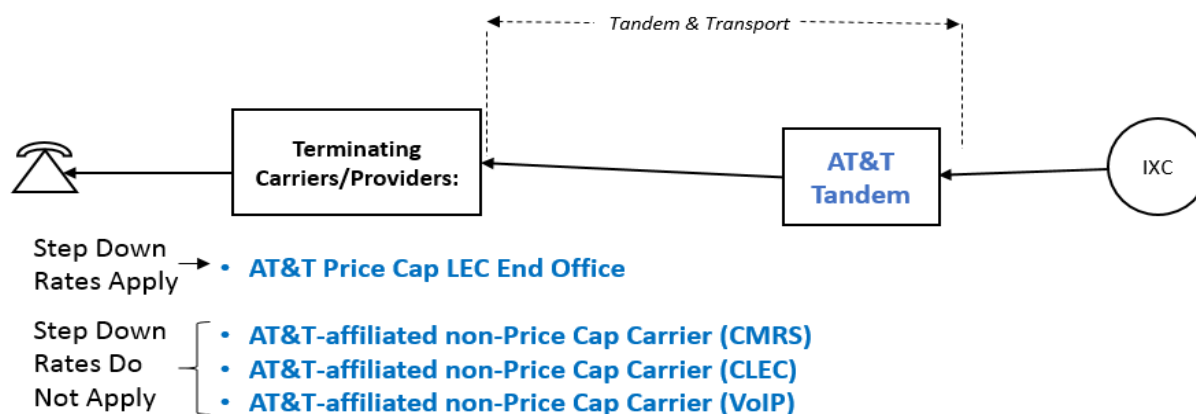 Tandem & Transport
Terminating
Carriers/Providers:
AT&T
Tandem
IXC
Step Down
Rates Apply
• AT&T Price Cap LEC End Office
Step Down
Rates Do
Not Apply
• AT&T-affiliated non-Price Cap Carrier (CMRS)
• AT&T-affiliated non-Price Cap Carrier (CLEC)
• AT&T-affiliated non-Price Cap Carrier (VoIP)